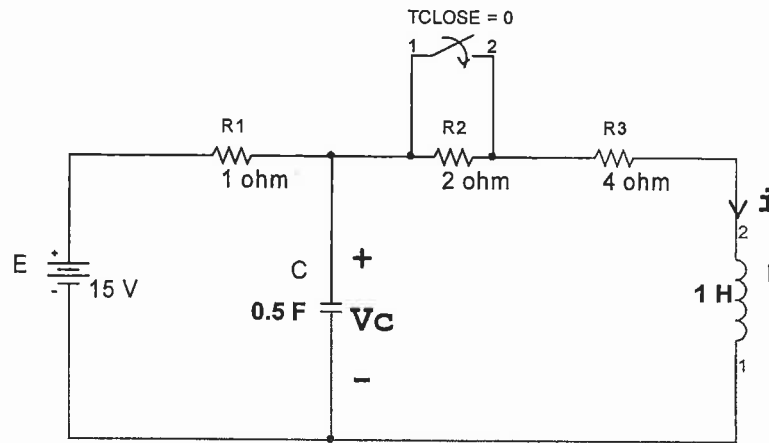 TCLOSE = 0
1 2
R1
R2
R3
1 ohm
2 ohm
4 ohm
i
2
E
+
-
15 V
C
0.5 F
+
Vc
-
1 H
1